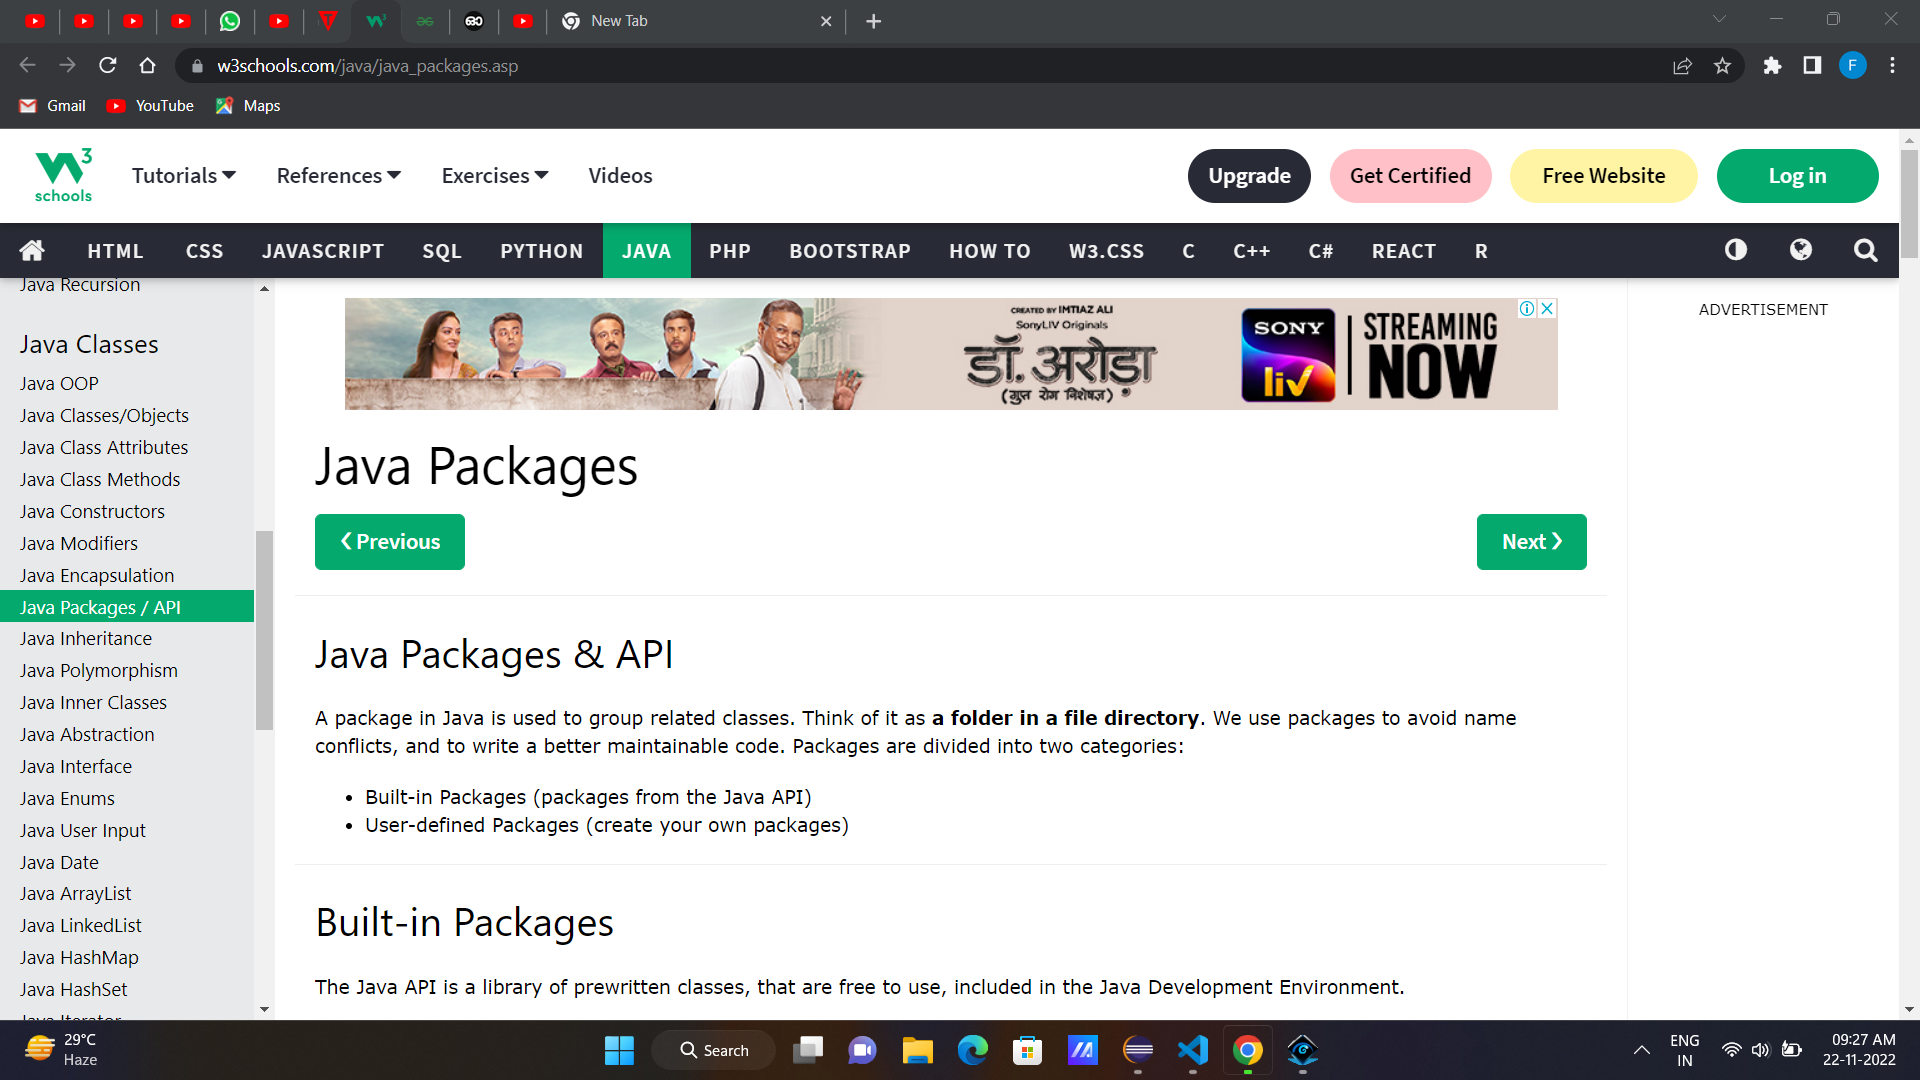 New Tab
w3schools.com/java/java_packages.asp
F
Gmail YouTube Maps
3
schools
Tutorials References Exercises Videos
Upgrade Get Certified Free Website Log in
HTML CSS JAVASCRIPT SQL PYTHON JAVA PHP BOOTSTRAP HOW TO W3.CSS C C++ C# REACT R
Java Recursion
Java Classes
Java OOP
Java Classes/Objects
Java Class Attributes
Java Class Methods
Java Constructors
Java Modifiers
Java Encapsulation
Java Packages / API
Java Inheritance
Java Polymorphism
Java Inner Classes
Java Abstraction
Java Interface
Java Enums
Java User Input
Java Date
Java ArrayList
Java LinkedList
Java HashMap
Java HashSet
Java Iterator
CREATED BY IMTIAZ ALI
SonyLIV Originals
डॉ. अरोड़ा
(गुप्त रोग विशेषज्ञ)
SONY
liv
STREAMING
NOW
ADVERTISEMENT
Java Packages
❮ Previous
Next ❯
Java Packages & API
A package in Java is used to group related classes. Think of it as a folder in a file directory. We use packages to avoid name
conflicts, and to write a better maintainable code. Packages are divided into two categories:
• Built-in Packages (packages from the Java API)
• User-defined Packages (create your own packages)
Built-in Packages
The Java API is a library of prewritten classes, that are free to use, included in the Java Development Environment.
29°C
Haze
Search
ENG
IN
09:27 AM
22-11-2022